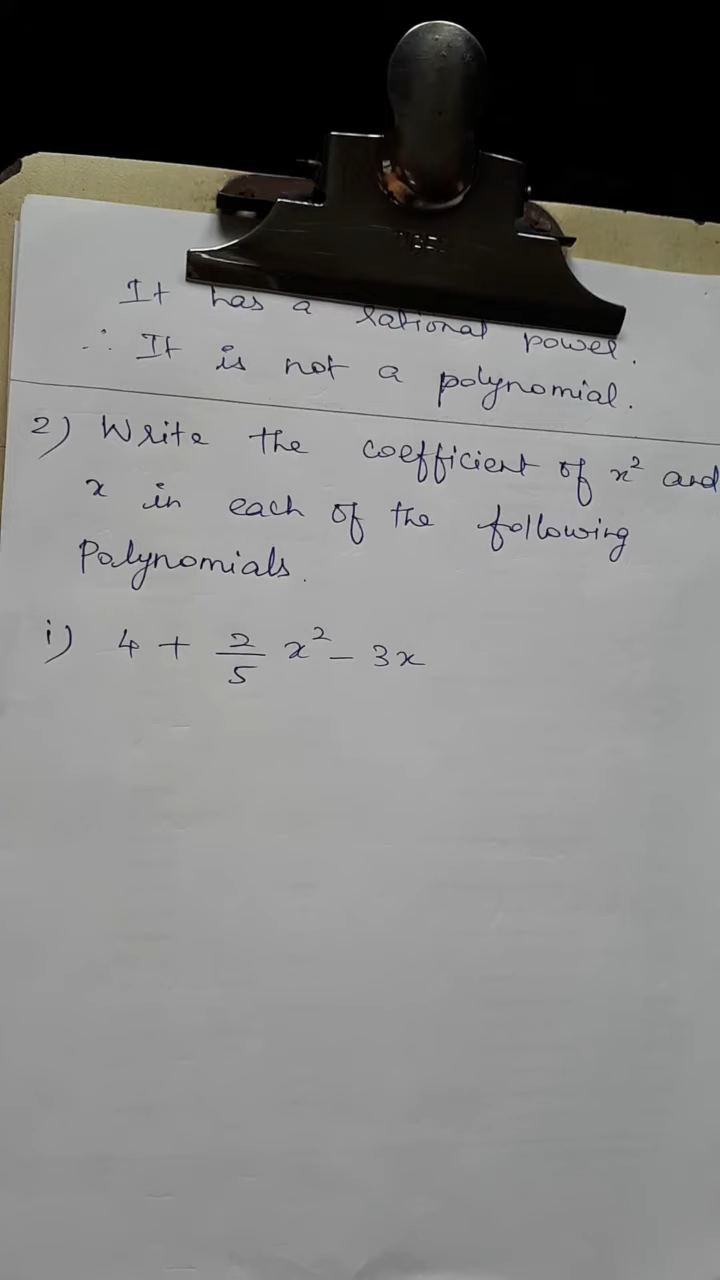 It has a rational power.
∴ It is not a polynomial.
2) Write the coefficient of x² and
x in each of the following
Polynomials.
i) 4 + 2/5 x² - 3x